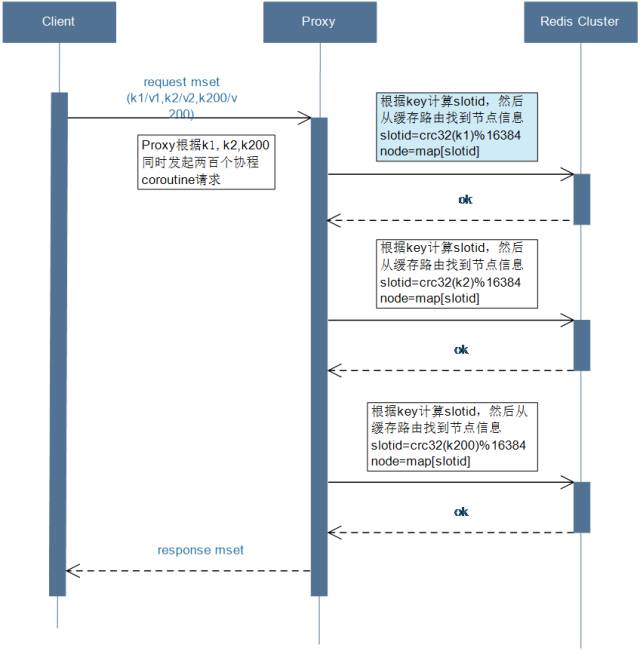 Client
Proxy
Redis Cluster
request mset
(k1/v1,k2/v2,k200/v
200)
Proxy根据k1, k2,k200
同时发起两百个协程
coroutine请求
根据key计算slotid，然后
从缓存路由找到节点信息
slotid=crc32(k1)%16384
node=map[slotid]
ok
根据key计算slotid，然后
从缓存路由找到节点信息
slotid=crc32(k2)%16384
node=map[slotid]
ok
根据key计算slotid，然后从
缓存路由找到节点信息
slotid=crc32(k200)%16384
node=map[slotid]
ok
response mset